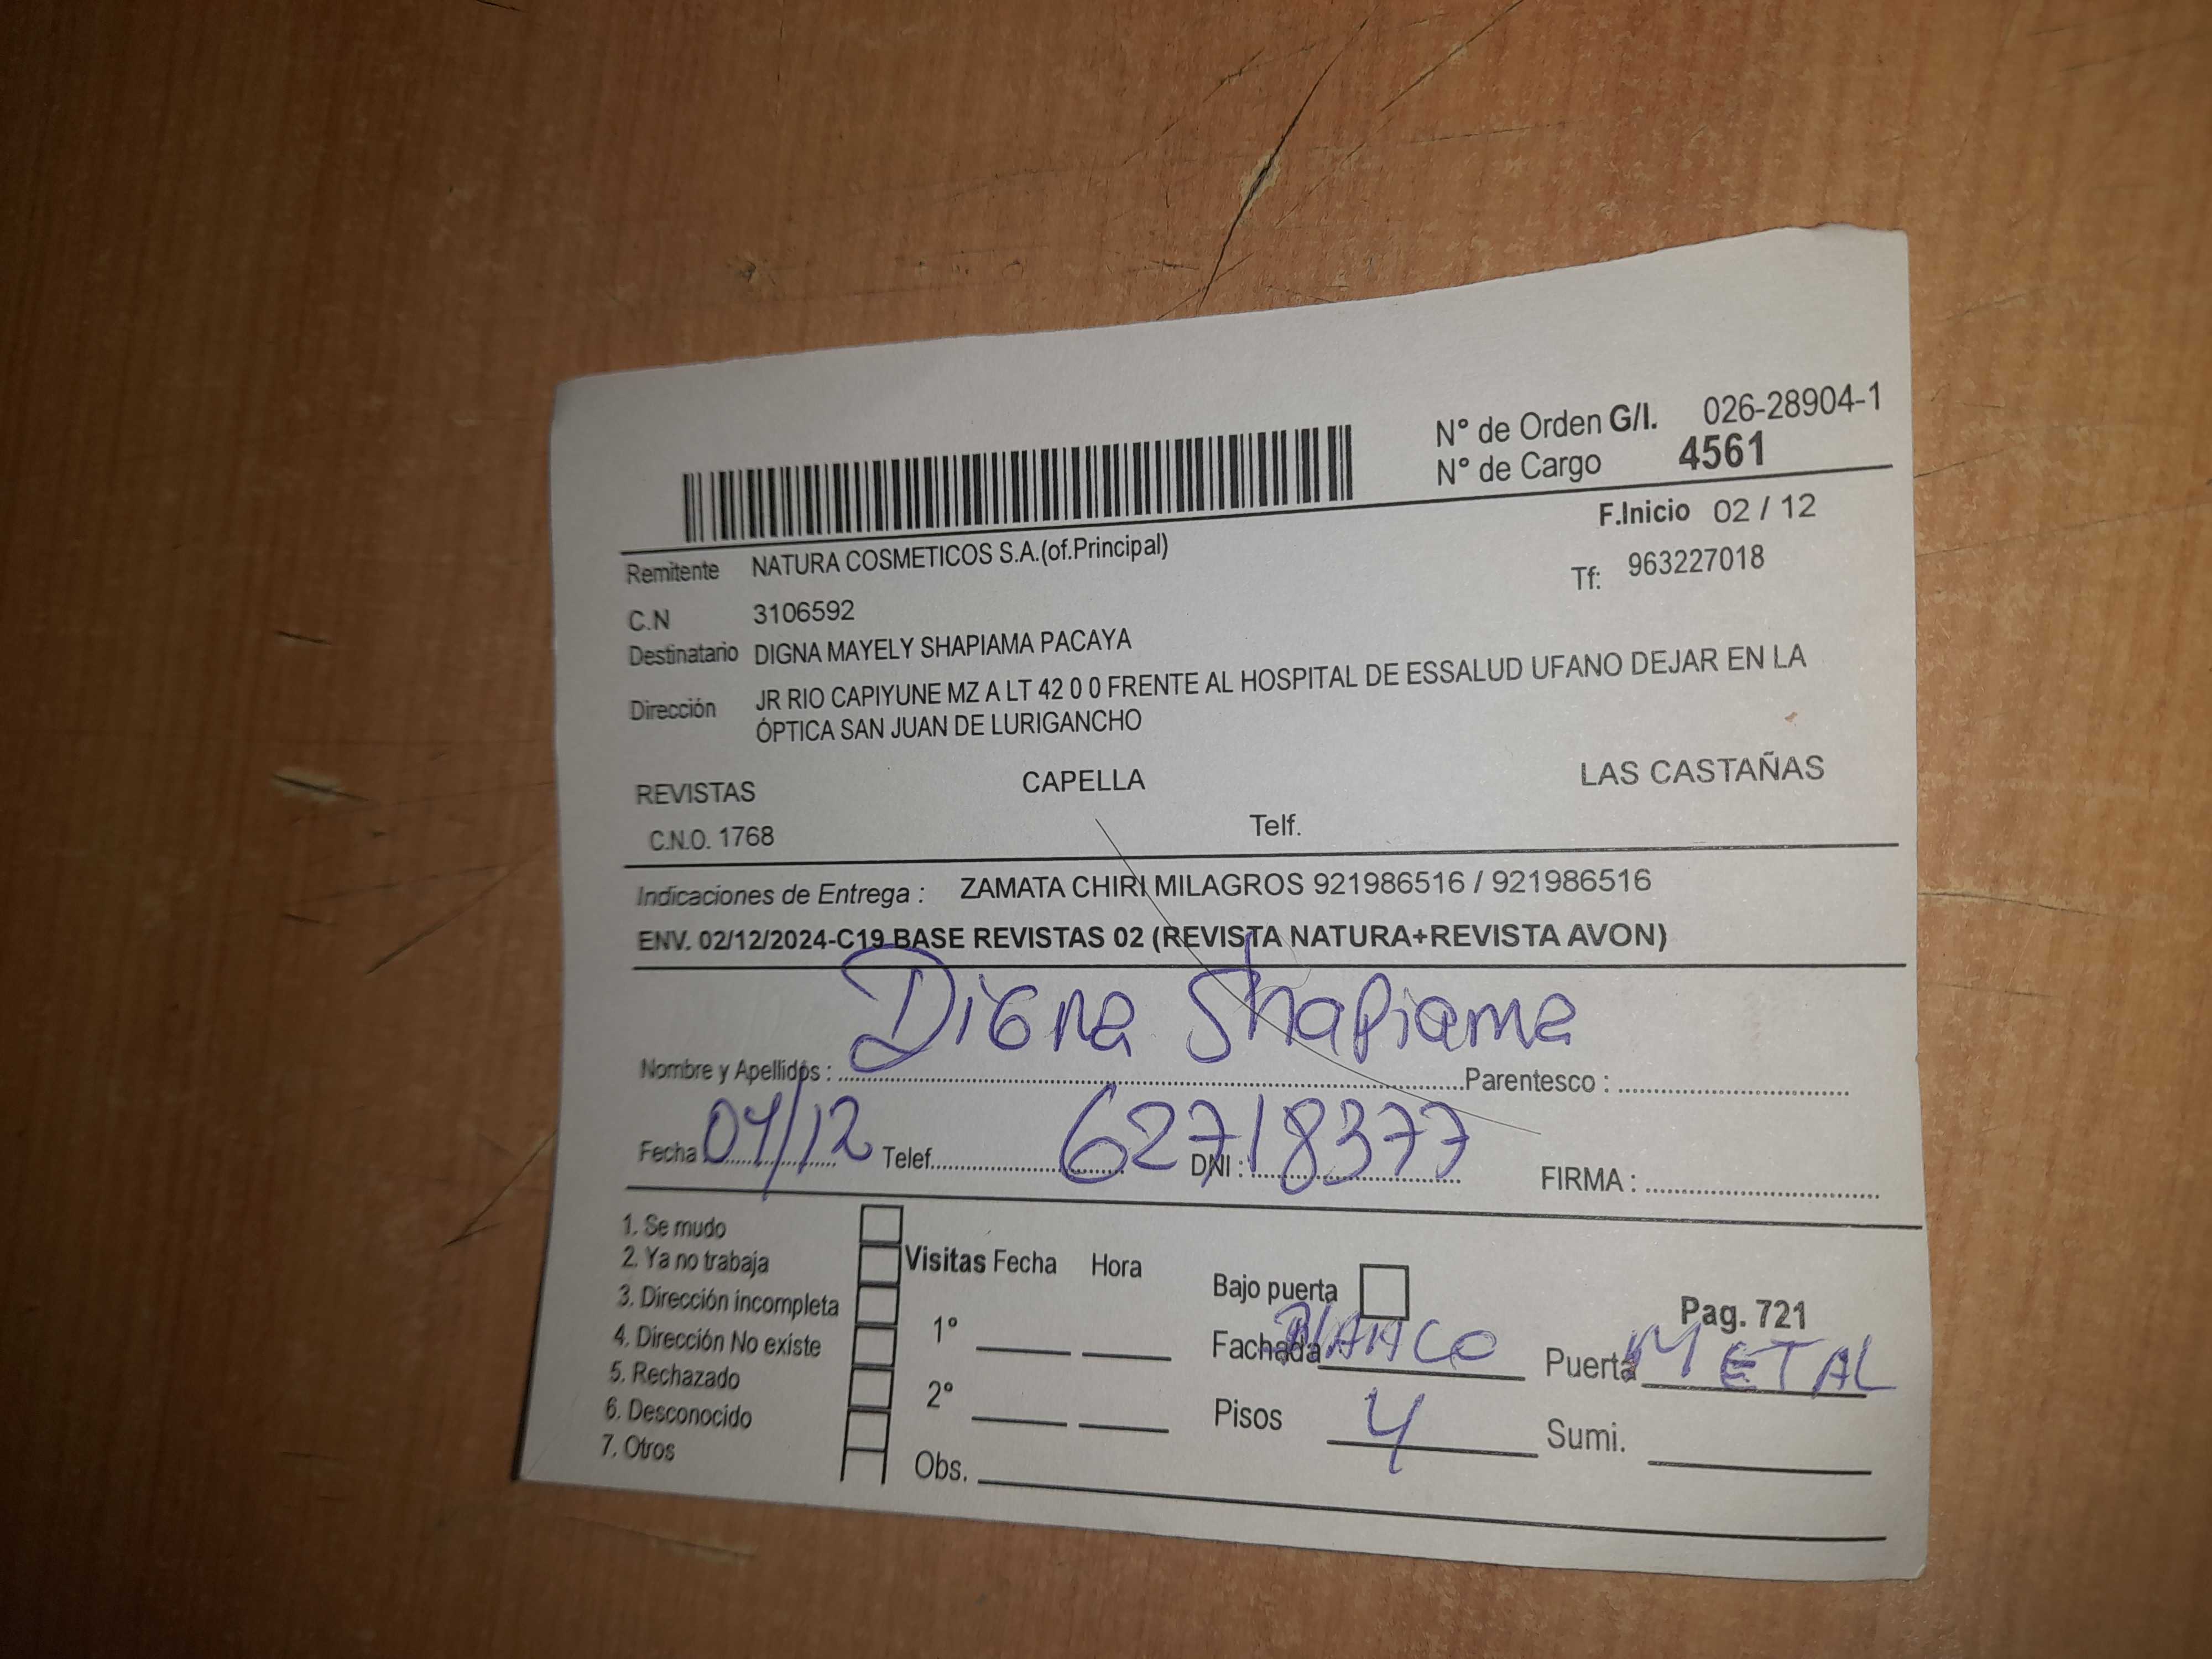 N° de Orden G/I. 026-28904-1
N° de Cargo 4561
F.Inicio 02 / 12
Remitente NATURA COSMETICOS S.A.(of.Principal)
Tf: 963227018
C.N 3106592
Destinatario DIGNA MAYELY SHAPIAMA PACAYA
Dirección JR RIO CAPIYUNE MZ A LT 42 0 0 FRENTE AL HOSPITAL DE ESSALUD UFANO DEJAR EN LA
ÓPTICA SAN JUAN DE LURIGANCHO
REVISTAS CAPELLA LAS CASTAÑAS
C.N.O. 1768 Telf.
Indicaciones de Entrega : ZAMATA CHIRI MILAGROS 921986516 / 921986516
ENV. 02/12/2024-C19 BASE REVISTAS 02 (REVISTA NATURA+REVISTA AVON)
Nombre y Apellidos : Digna Shapiama Parentesco :
Fecha 04/12 Telef. DNI : 62718377 FIRMA :
1. Se mudo
2. Ya no trabaja
3. Dirección incompleta
4. Dirección No existe
5. Rechazado
6. Desconocido
7. Otros
Visitas Fecha Hora
1°
2°
Obs.
Bajo puerta
Pag. 721
Fachada BLANCO Puerta METAL
Pisos 4 Sumi.